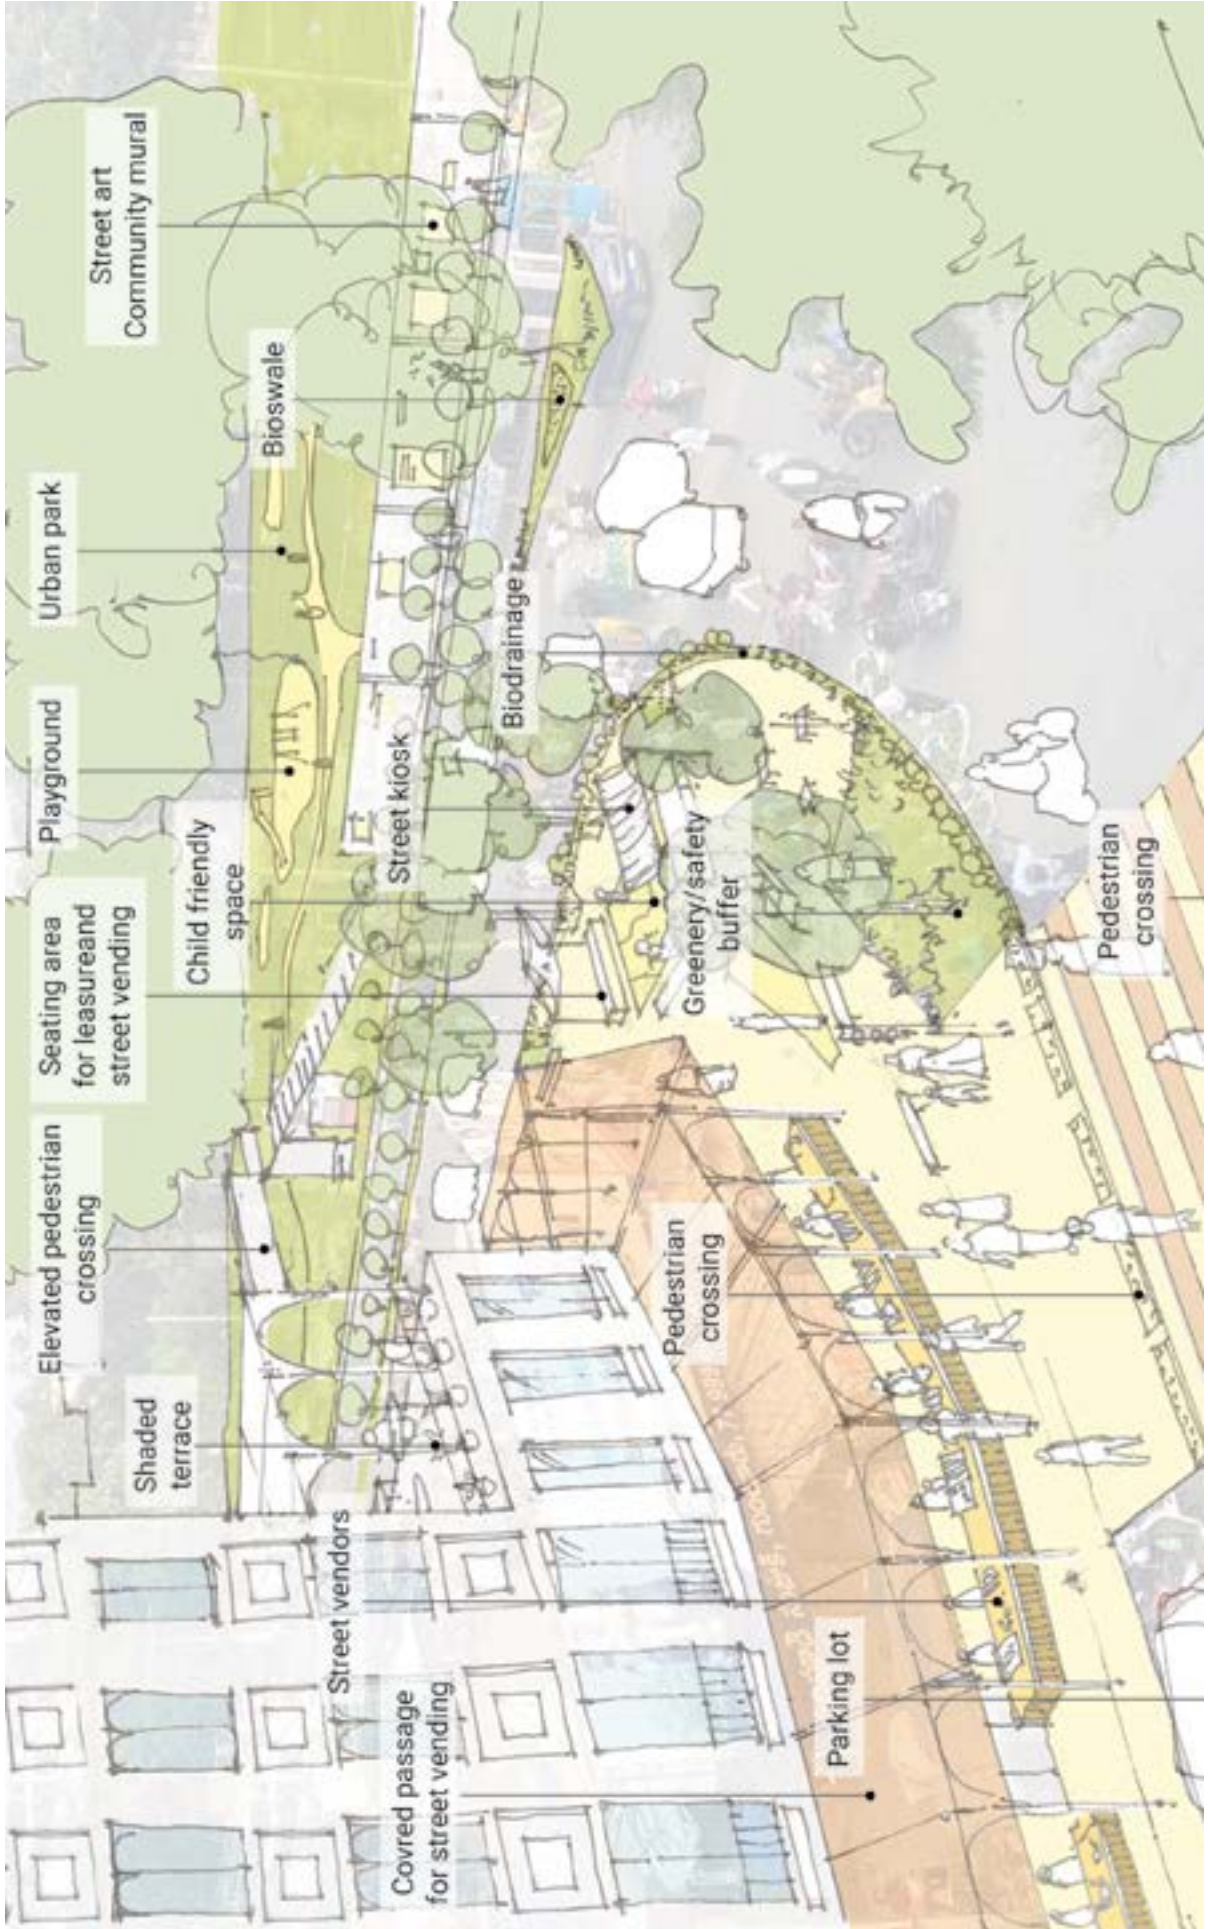 Covred passage
for street vending
Street vendors
Shaded
terrace
Elevated pedestrian
crossing
Seating area
for leasureand
street vending
Playground
Urban park
Child friendly
space
Bioswale
Street art
Community mural
Street kiosk
Biodrainage
Greenery/safety
buffer
Pedestrian
crossing
Parking lot
Pedestrian
crossing